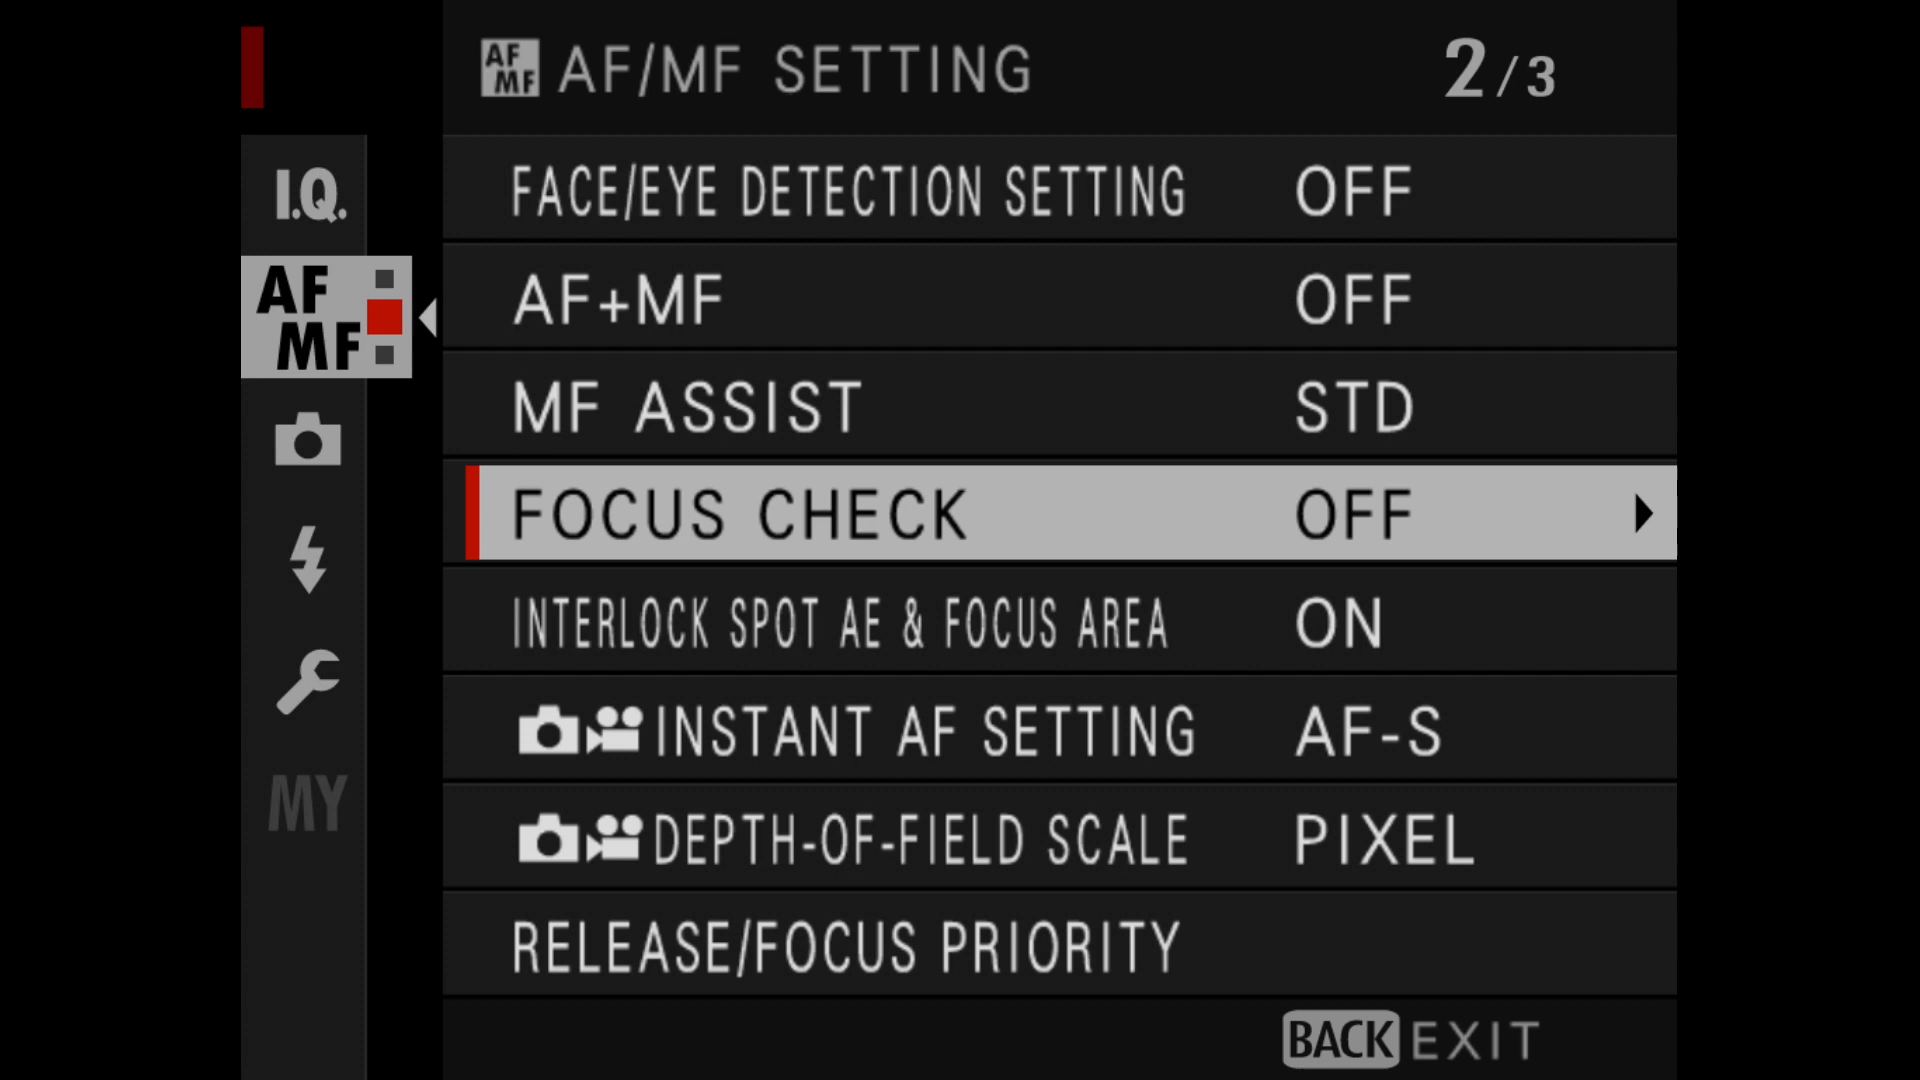 AF MF AF/MF SETTING 2/3
I.Q.
AF
MF
MY
FACE/EYE DETECTION SETTING OFF
AF+MF OFF
MF ASSIST STD
FOCUS CHECK OFF
INTERLOCK SPOT AE & FOCUS AREA ON
INSTANT AF SETTING AF-S
DEPTH-OF-FIELD SCALE PIXEL
RELEASE/FOCUS PRIORITY
BACK EXIT